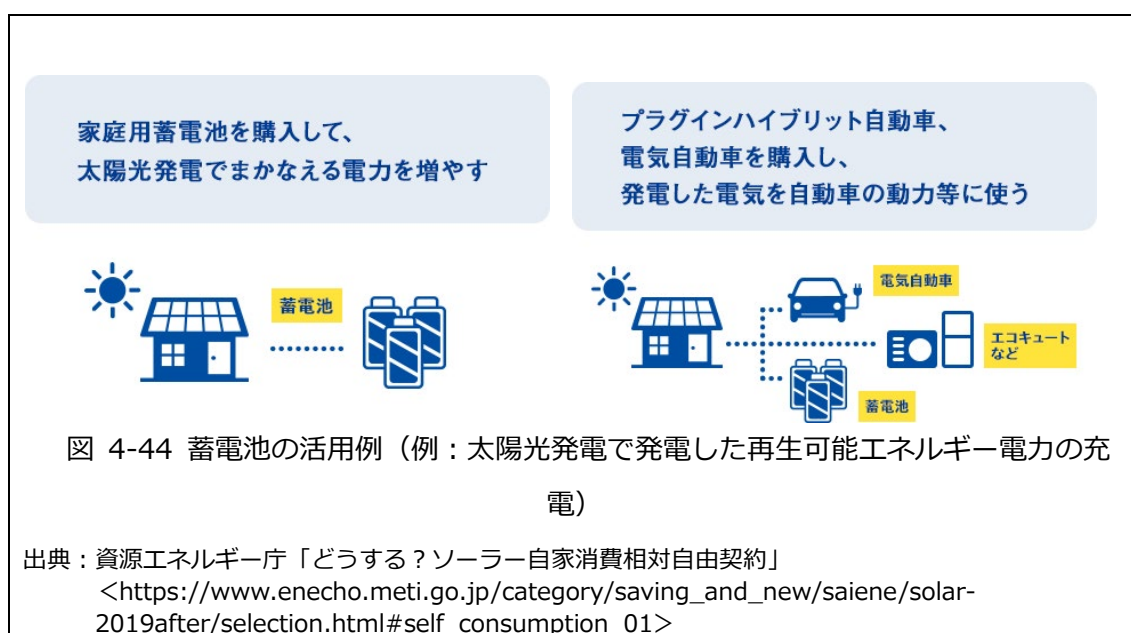 家庭用蓄電池を購入して、
太陽光発電でまかなえる電力を増やす
プラグインハイブリット自動車、
電気自動車を購入し、
発電した電気を自動車の動力等に使う
蓄電池
電気自動車
エコキュート
など
蓄電池
図 4-44 蓄電池の活用例（例：太陽光発電で発電した再生可能エネルギー電力の充
電）
出典：資源エネルギー庁「どうする？ソーラー自家消費相対自由契約」
＜https://www.enecho.meti.go.jp/category/saving_and_new/saiene/solar-
2019after/selection.html#self_consumption_01＞